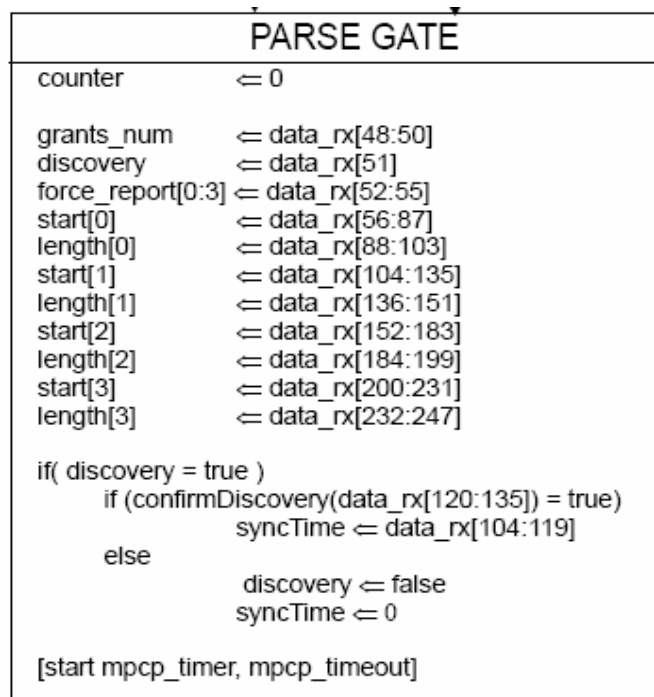 PARSE GATE
counter ⇐ 0
grants_num ⇐ data_rx[48:50]
discovery ⇐ data_rx[51]
force_report[0:3] ⇐ data_rx[52:55]
start[0] ⇐ data_rx[56:87]
length[0] ⇐ data_rx[88:103]
start[1] ⇐ data_rx[104:135]
length[1] ⇐ data_rx[136:151]
start[2] ⇐ data_rx[152:183]
length[2] ⇐ data_rx[184:199]
start[3] ⇐ data_rx[200:231]
length[3] ⇐ data_rx[232:247]
if( discovery = true )
if (confirmDiscovery(data_rx[120:135]) = true)
syncTime ⇐ data_rx[104:119]
else
discovery ⇐ false
syncTime ⇐ 0
[start mpcp_timer, mpcp_timeout]